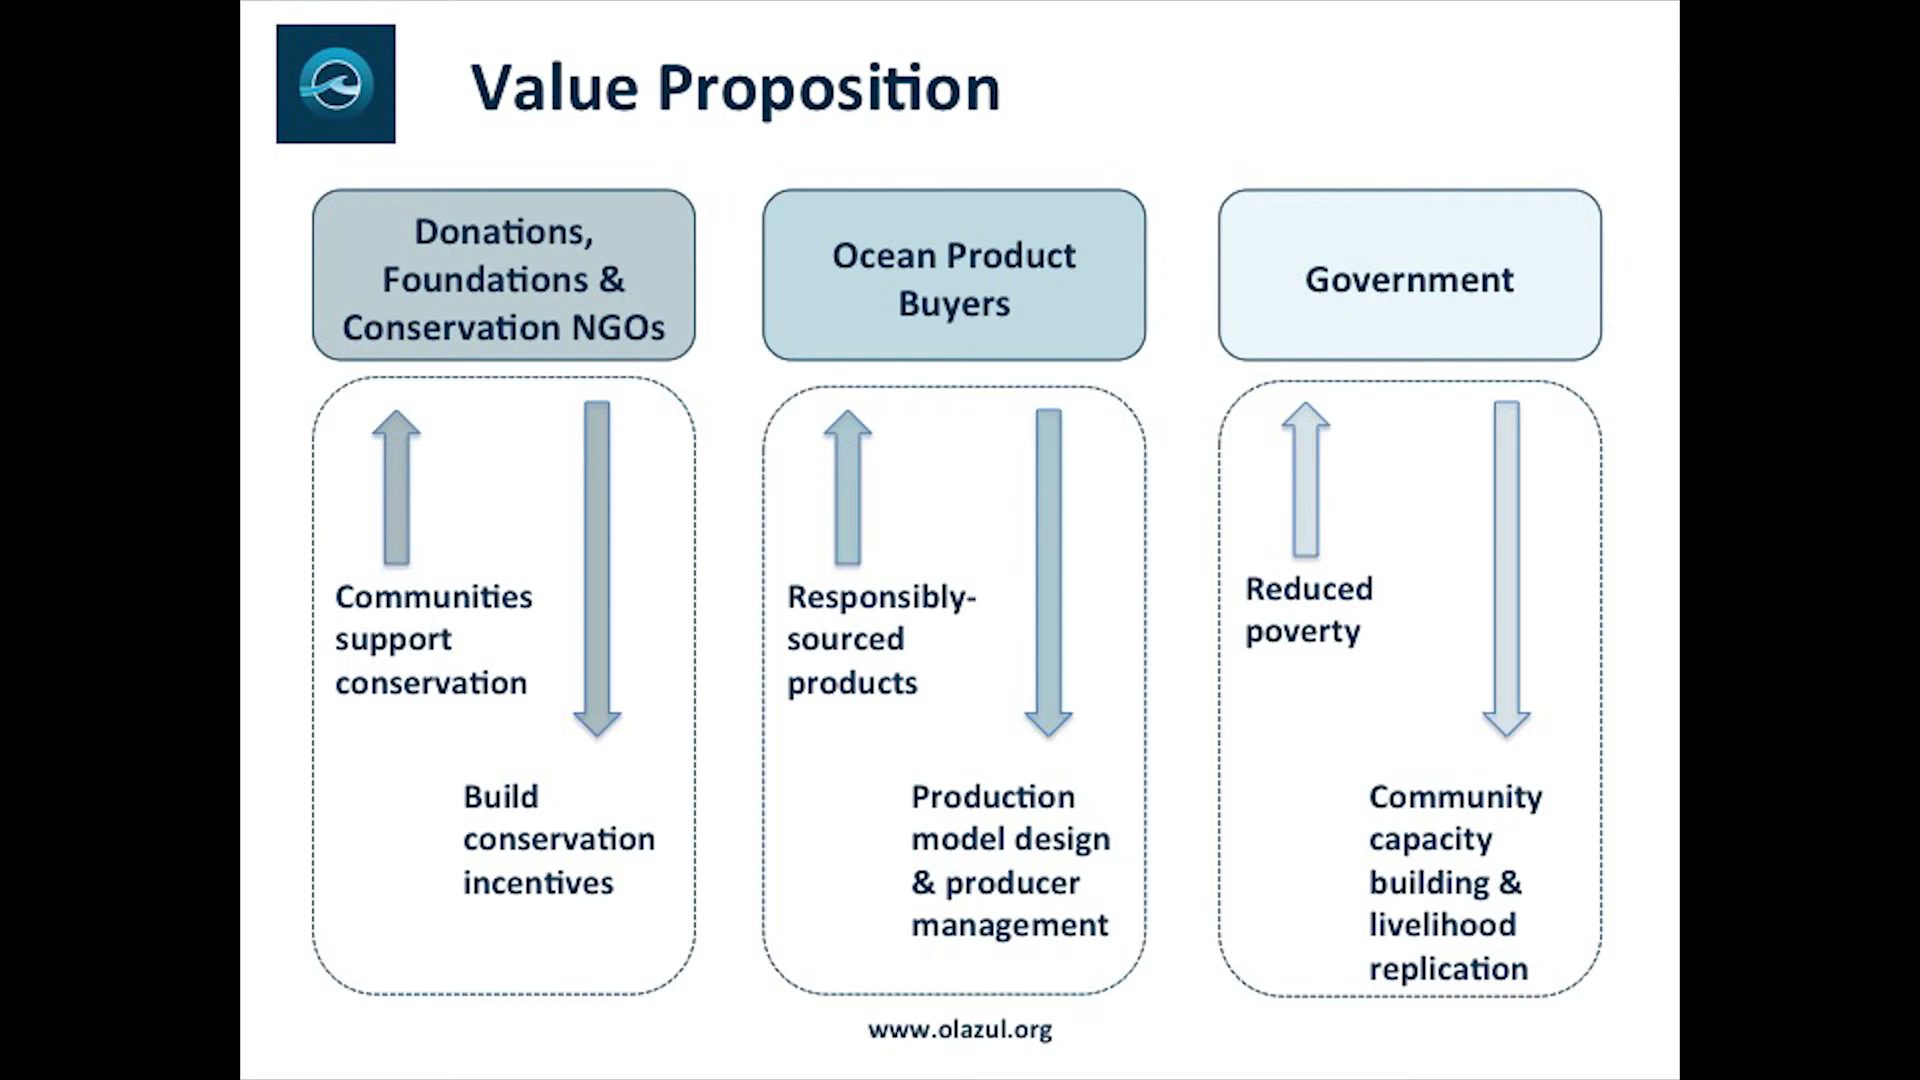 Value Proposition
Donations,
Foundations &
Conservation NGOs
Ocean Product
Buyers
Government
Communities
support
conservation
Build
conservation
incentives
Responsibly-
sourced
products
Production
model design
& producer
management
Reduced
poverty
Community
capacity
building &
livelihood
replication
www.olazul.org